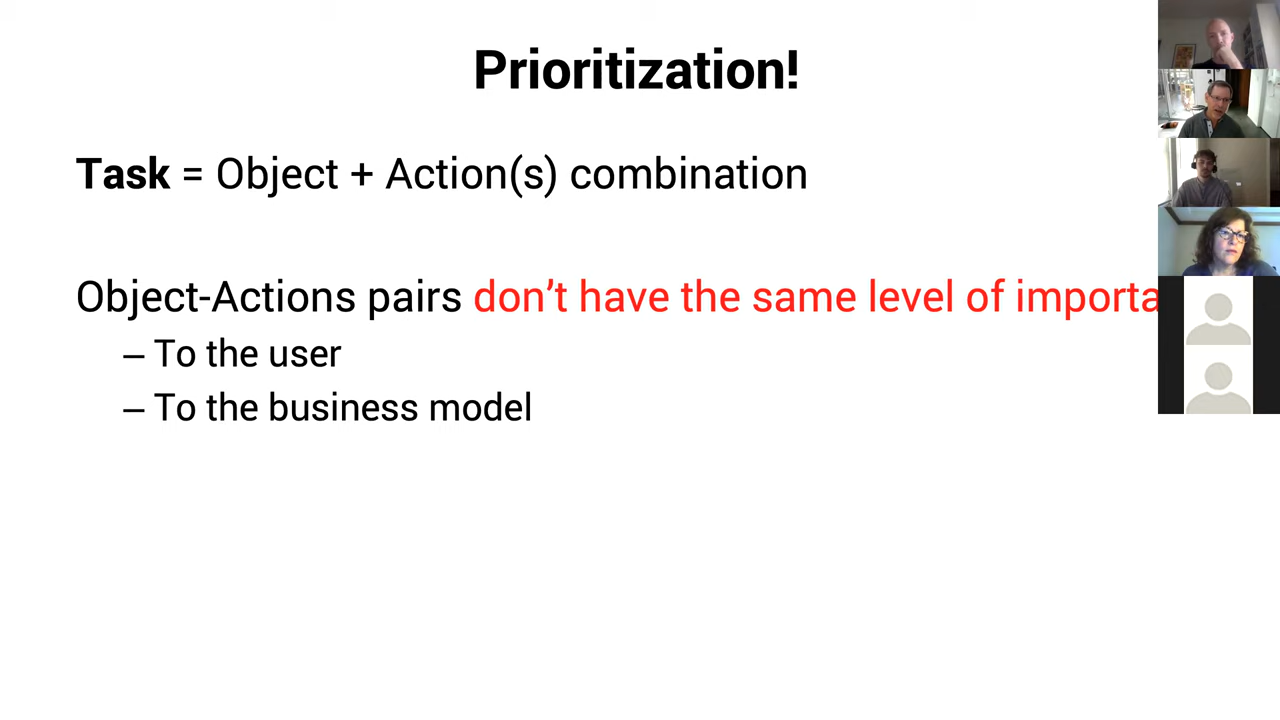 Prioritization!
Task = Object + Action(s) combination
Object-Actions pairs don’t have the same level of importa
– To the user
– To the business model